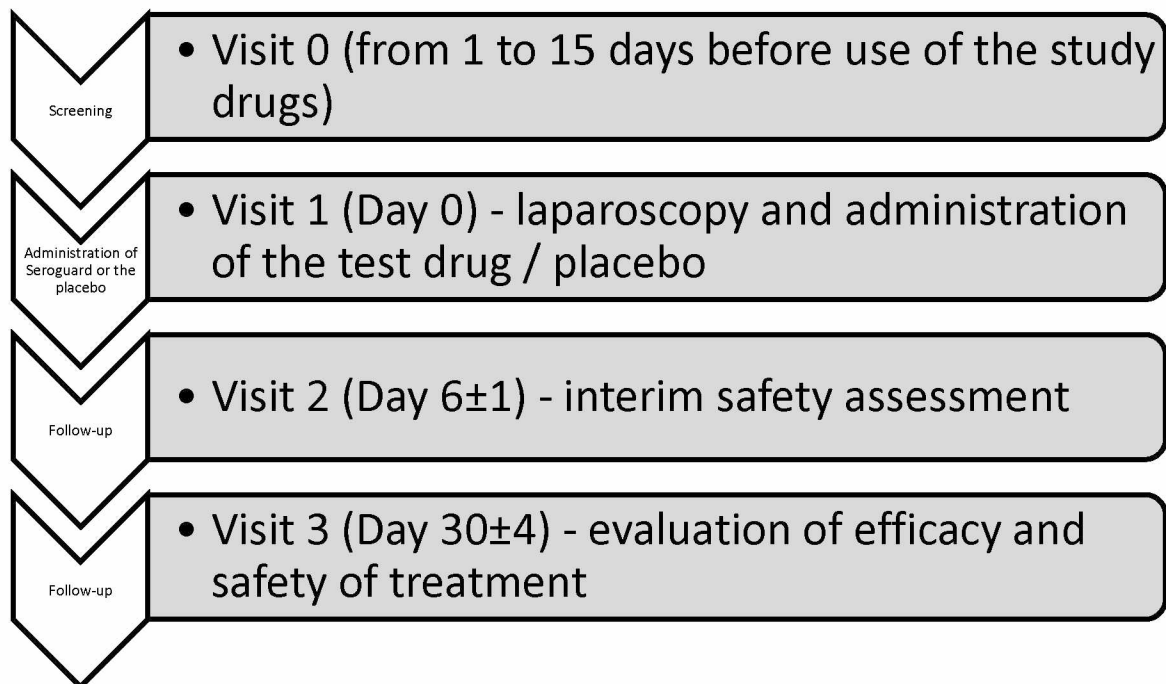 Screening
• Visit 0 (from 1 to 15 days before use of the study
drugs)
Administration of
Seroguard or the
placebo
• Visit 1 (Day 0) - laparoscopy and administration
of the test drug / placebo
Follow-up
• Visit 2 (Day 6±1) - interim safety assessment
Follow-up
• Visit 3 (Day 30±4) - evaluation of efficacy and
safety of treatment